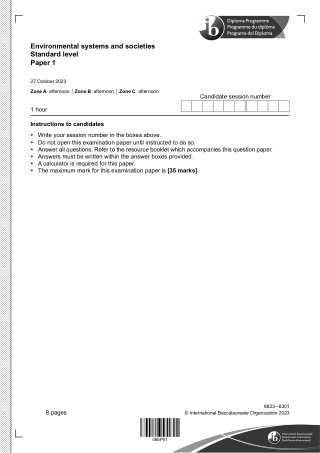 Diploma Programme
Programme du diplôme
Programa del Diploma
Environmental systems and societies
Standard level
Paper 1
27 October 2023
Zone A afternoon | Zone B afternoon | Zone C afternoon
Candidate session number
1 hour
Instructions to candidates
• Write your session number in the boxes above.
• Do not open this examination paper until instructed to do so.
• Answer all questions. Refer to the resource booklet which accompanies this question paper.
• Answers must be written within the answer boxes provided.
• A calculator is required for this paper.
• The maximum mark for this examination paper is [35 marks].
8823–6301
8 pages
© International Baccalaureate Organization 2023
08EP01